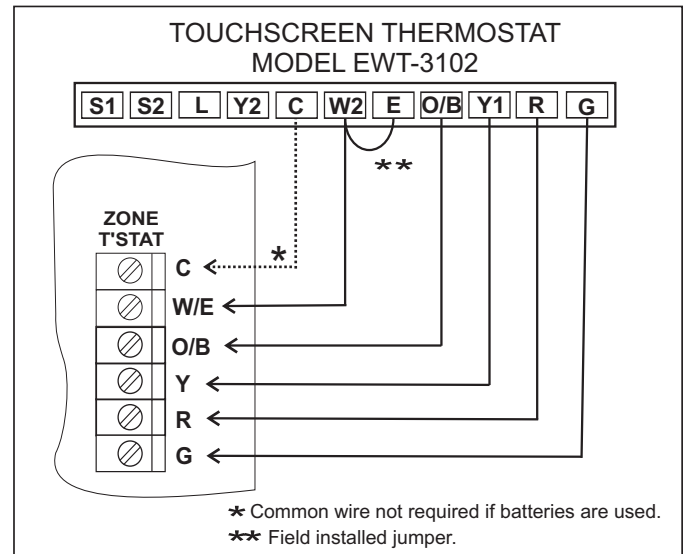 TOUCHSCREEN THERMOSTAT
MODEL EWT-3102
S1 S2 L Y2 C W2 E O/B Y1 R G
**
ZONE
T'STAT
*
C
W/E
O/B
Y
R
G
* Common wire not required if batteries are used.
** Field installed jumper.